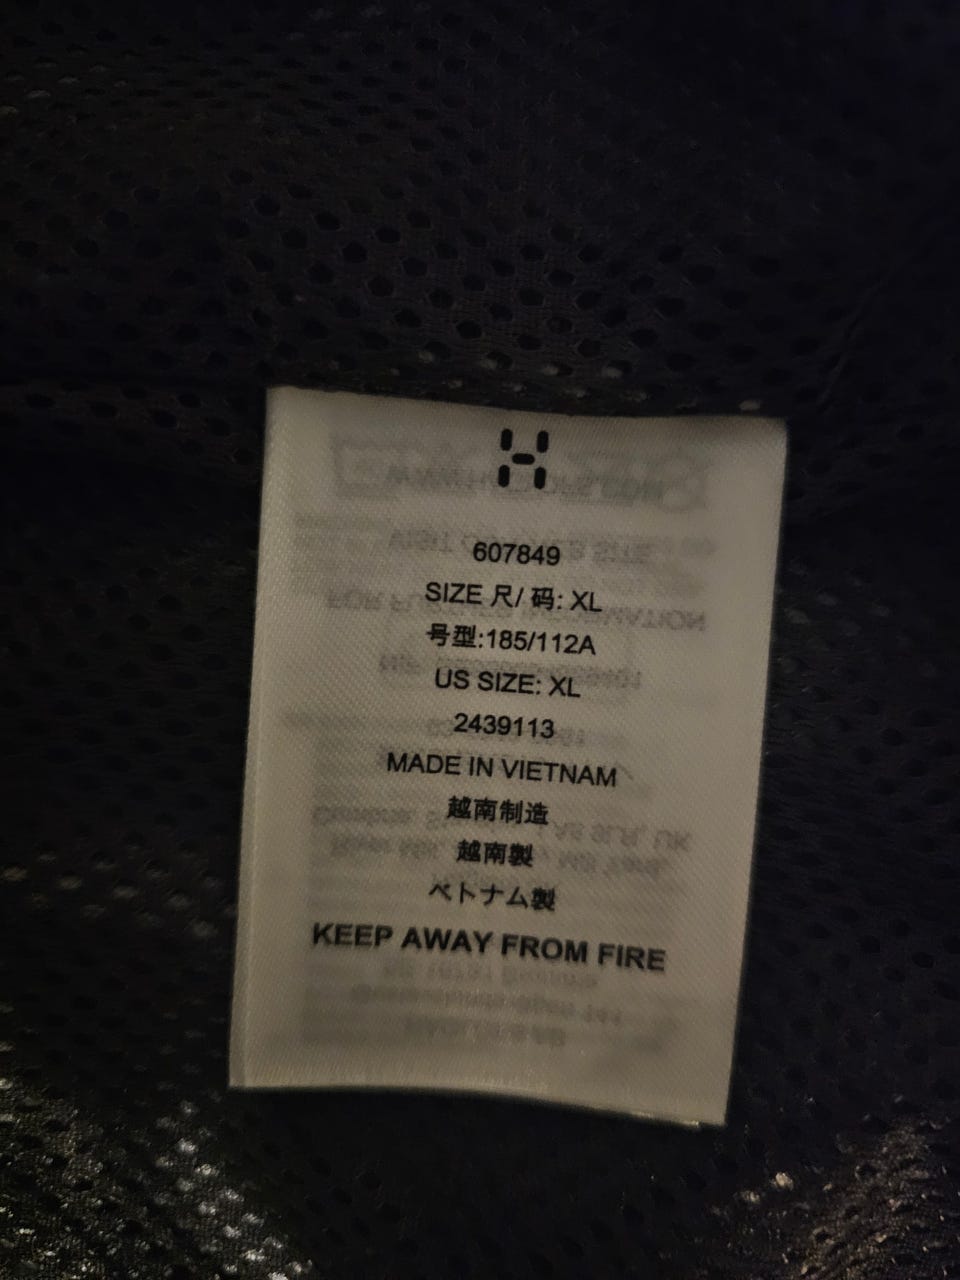 607849
SIZE 尺/ 码: XL
号型:185/112A
US SIZE: XL
2439113
MADE IN VIETNAM
越南制造
越南製
ベトナム製
KEEP AWAY FROM FIRE